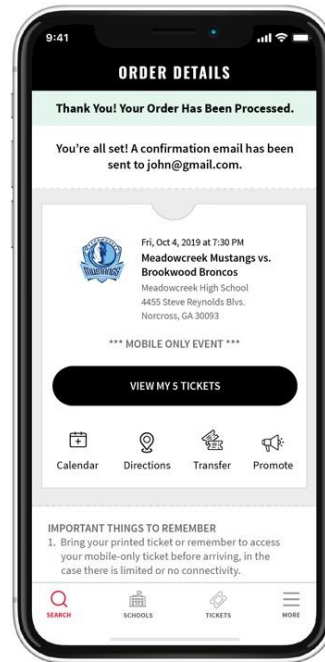 9:41
ORDER DETAILS
Thank You! Your Order Has Been Processed.
You're all set! A confirmation email has been
sent to john@gmail.com.
MUSTANGS
Fri, Oct 4, 2019 at 7:30 PM
Meadowcreek Mustangs vs.
Brookwood Broncos
Meadowcreek High School
4455 Steve Reynolds Blvs.
Norcross, GA 30093
*** MOBILE ONLY EVENT ***
VIEW MY 5 TICKETS
Calendar Directions Transfer Promote
IMPORTANT THINGS TO REMEMBER
1. Bring your printed ticket or remember to access
your mobile-only ticket before arriving, in the
case there is limited or no connectivity.
SEARCH SCHOOLS TICKETS MORE